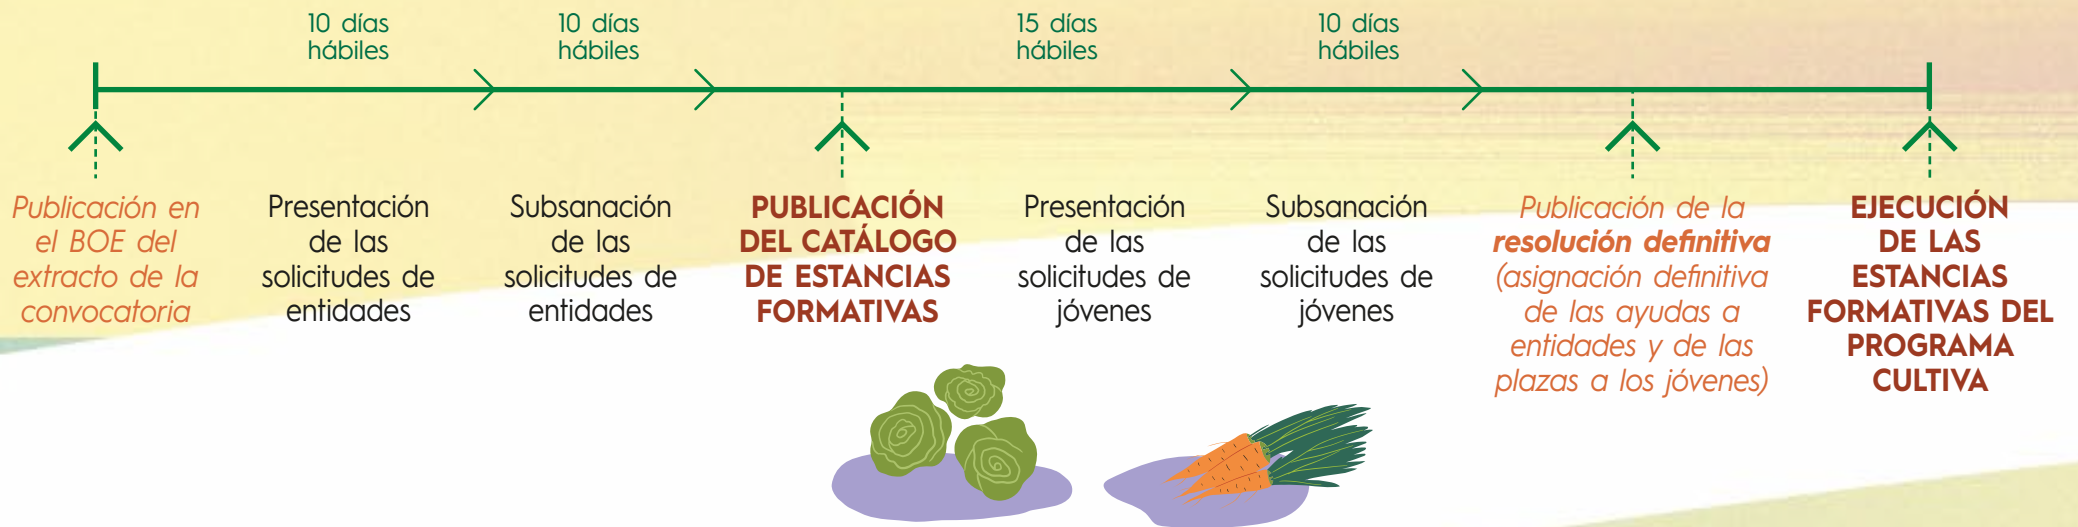 10 días
hábiles
10 días
hábiles
15 días
hábiles
10 días
hábiles
Publicación en
el BOE del
extracto de la
convocatoria
Presentación
de las
solicitudes de
entidades
Subsanación
de las
solicitudes de
entidades
PUBLICACIÓN
DEL CATÁLOGO
DE ESTANCIAS
FORMATIVAS
Presentación
de las
solicitudes de
jóvenes
Subsanación
de las
solicitudes de
jóvenes
Publicación de la
resolución definitiva
(asignación definitiva
de las ayudas a
entidades y de las
plazas a los jóvenes)
EJECUCIÓN
DE LAS
ESTANCIAS
FORMATIVAS DEL
PROGRAMA
CULTIVA